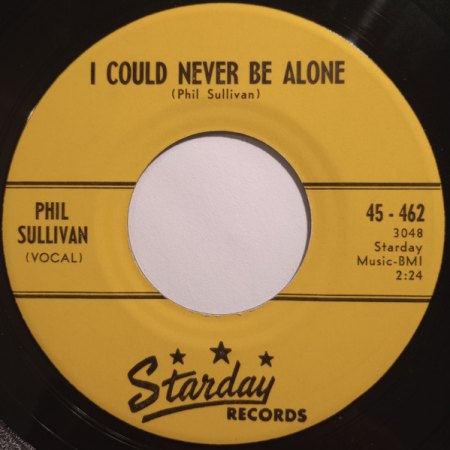 I COULD NEVER BE ALONE
(Phil Sullivan)
PHIL
SULLIVAN
(VOCAL)
45 - 462
3048
Starday
Music-BMI
2:24
Starday
RECORDS